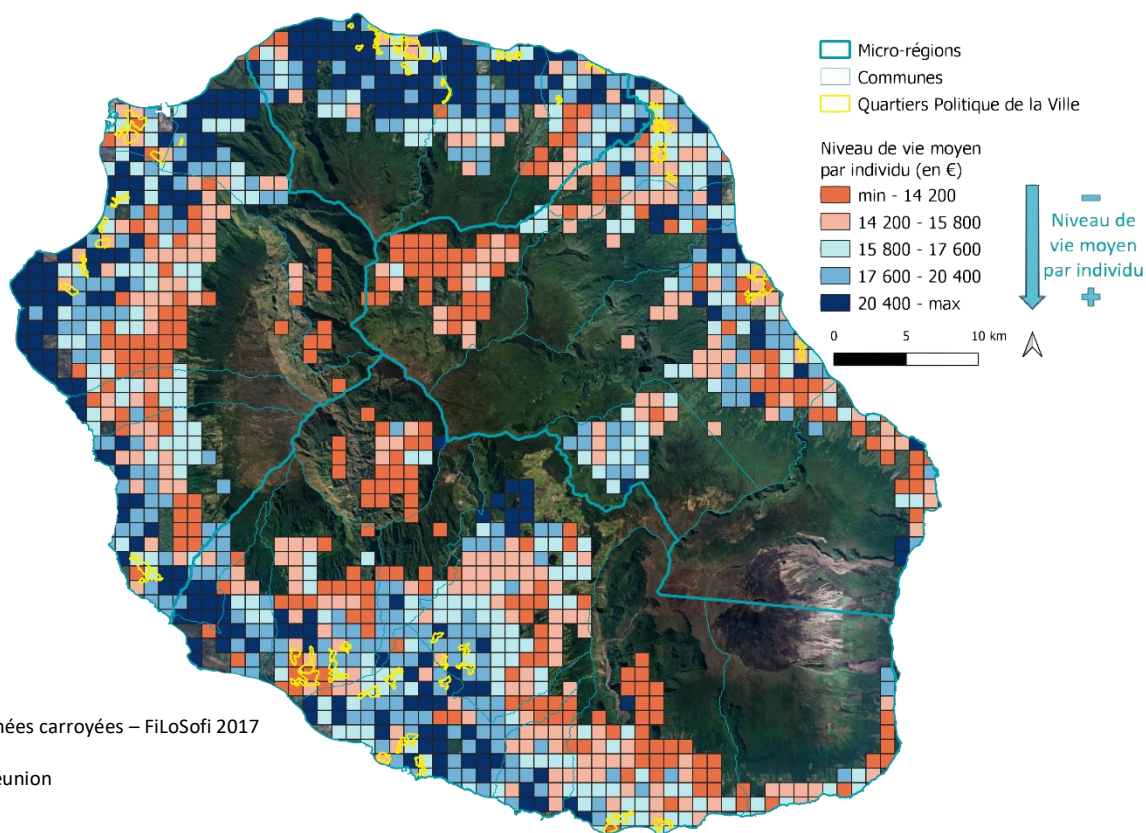 Micro-régions
Communes
Quartiers Politique de la Ville
Niveau de vie moyen
par individu (en €)
min - 14 200
14 200 - 15 800
15 800 - 17 600
17 600 - 20 400
20 400 - max
0 5 10 km
Niveau de
vie moyen
par individu
nées carroyées – FiLoSofi 2017
éunion